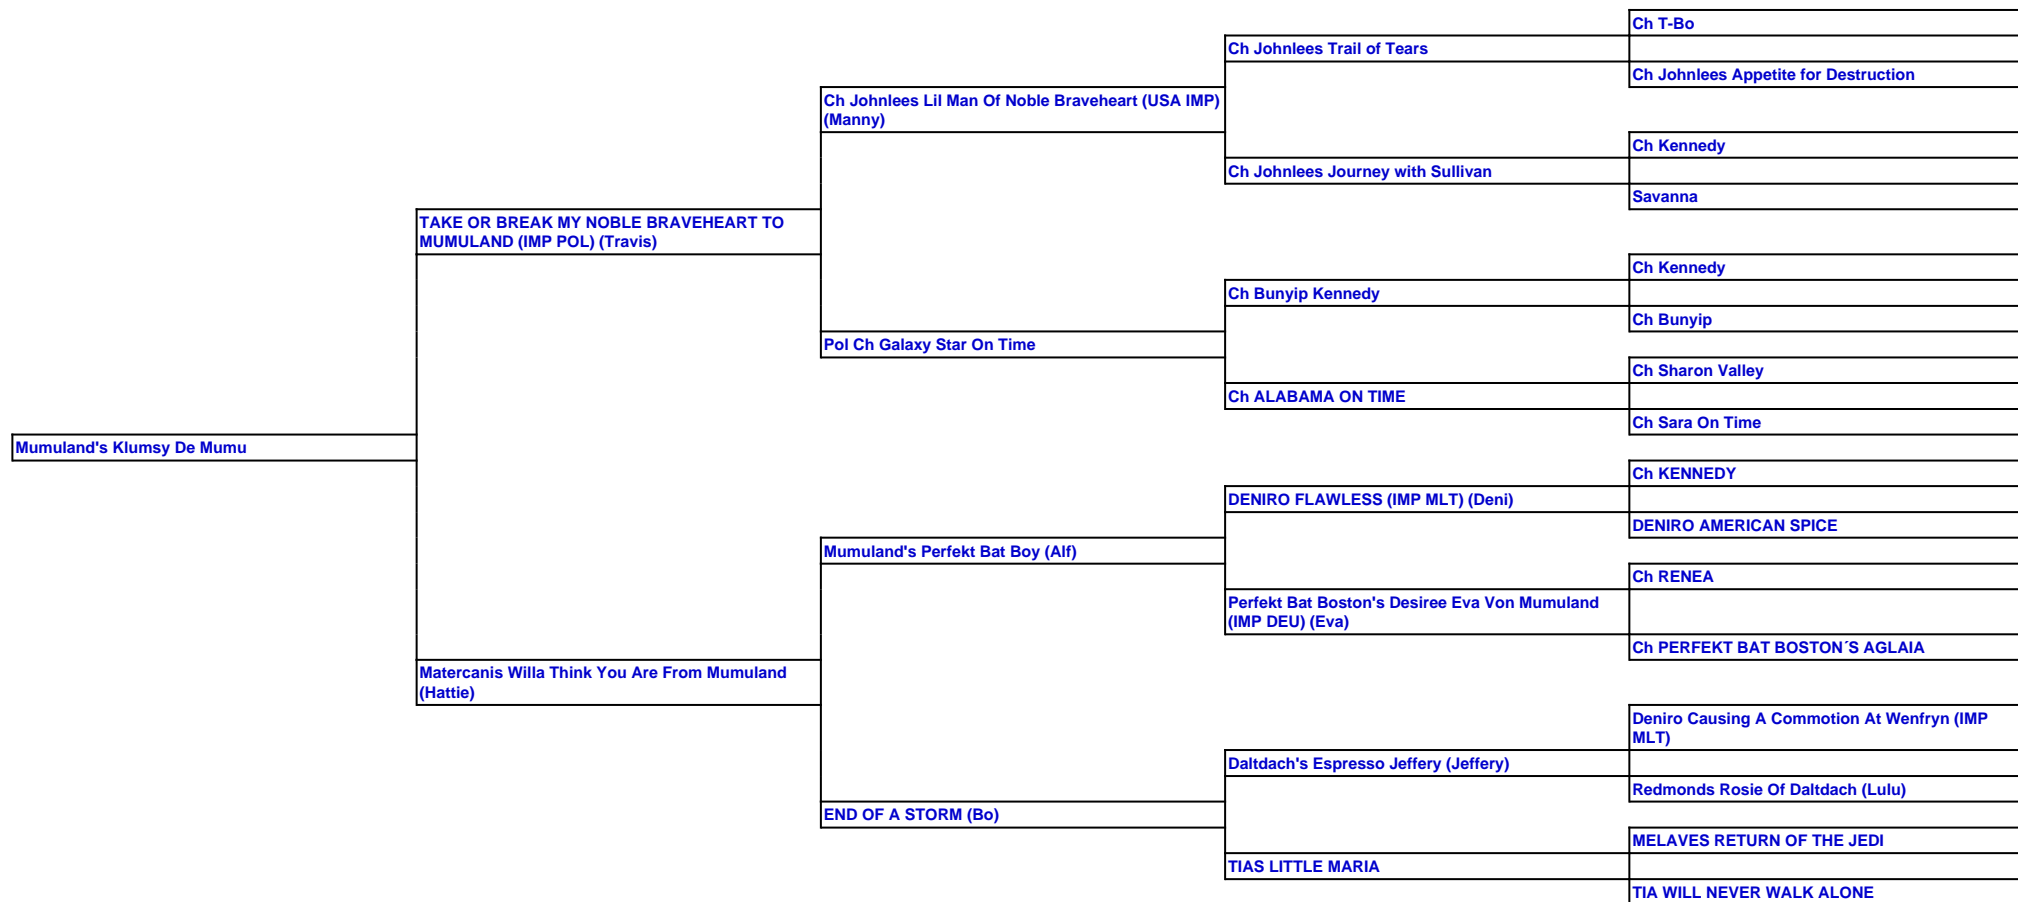 Ch T-Bo
Ch Johnlees Trail of Tears
Ch Johnlees Appetite for Destruction
Ch Johnlees Lil Man Of Noble Braveheart (USA IMP)
(Manny)
Ch Kennedy
Ch Johnlees Journey with Sullivan
Savanna
TAKE OR BREAK MY NOBLE BRAVEHEART TO
MUMULAND (IMP POL) (Travis)
Ch Kennedy
Ch Bunyip Kennedy
Ch Bunyip
Pol Ch Galaxy Star On Time
Ch Sharon Valley
Ch ALABAMA ON TIME
Ch Sara On Time
Mumuland's Klumsy De Mumu
Ch KENNEDY
DENIRO FLAWLESS (IMP MLT) (Deni)
DENIRO AMERICAN SPICE
Mumuland's Perfekt Bat Boy (Alf)
Ch RENEA
Perfekt Bat Boston's Desiree Eva Von Mumuland
(IMP DEU) (Eva)
Ch PERFEKT BAT BOSTON´S AGLAIA
Matercanis Willa Think You Are From Mumuland
(Hattie)
Deniro Causing A Commotion At Wenfryn (IMP
MLT)
Daltdach's Espresso Jeffery (Jeffery)
Redmonds Rosie Of Daltdach (Lulu)
END OF A STORM (Bo)
MELAVES RETURN OF THE JEDI
TIAS LITTLE MARIA
TIA WILL NEVER WALK ALONE